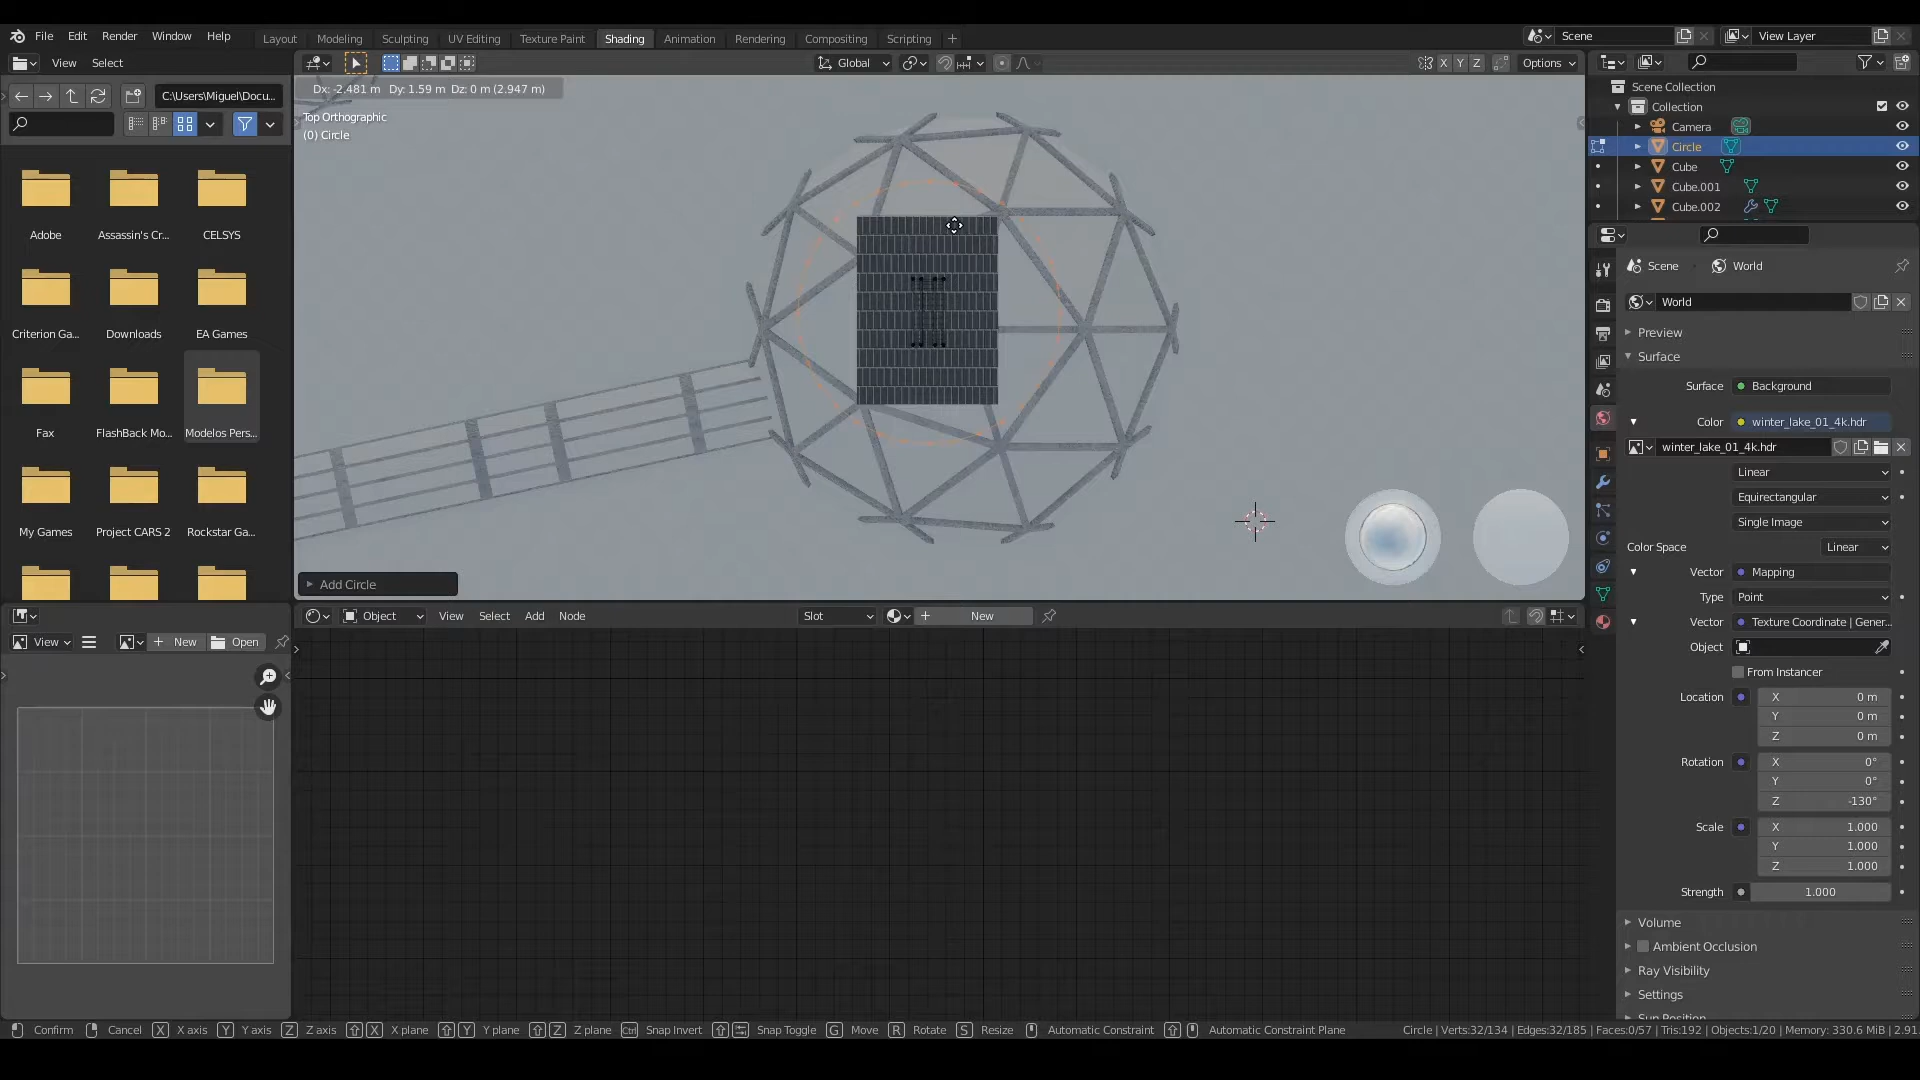 File Edit Render Window Help
Layout Modeling Sculpting UV Editing Texture Paint Shading Animation Rendering Compositing Scripting +
Scene
View Layer
View Select
Global
X Y Z
Options
C:\Users\Miguel\Docu...
Dx: -2.481 m Dy: 1.59 m Dz: 0 m (2.947 m)
Top Orthographic
(0) Circle
Adobe
Assassin's Cr...
CELSYS
Criterion Ga...
Downloads
EA Games
Fax
FlashBack Mo...
Modelos Pers...
My Games
Project CARS 2
Rockstar Ga...
Add Circle
Scene Collection
Collection
Camera
Circle
Cube
Cube.001
Cube.002
Scene
World
World
Preview
Surface
Surface Background
Color winter_lake_01_4k.hdr
winter_lake_01_4k.hdr
Linear
Equirectangular
Single Image
Color Space Linear
Vector Mapping
Type Point
Vector Texture Coordinate | Gener...
Object
From Instancer
Location X 0 m
Y 0 m
Z 0 m
Rotation X 0°
Y 0°
Z -130°
Scale X 1.000
Y 1.000
Z 1.000
Strength 1.000
Volume
Ambient Occlusion
Ray Visibility
Settings
Object
View Select Add Node
Slot
+ New
View
+ New
Open
Confirm Cancel X X axis Y Y axis Z Z axis X X plane Y Y plane Z Z plane Ctrl Snap Invert Snap Toggle G Move R Rotate S Resize Automatic Constraint Automatic Constraint Plane
Circle | Verts:32/134 | Edges:32/185 | Faces:0/57 | Tris:192 | Objects:1/20 | Memory: 330.6 MiB | 2.91.